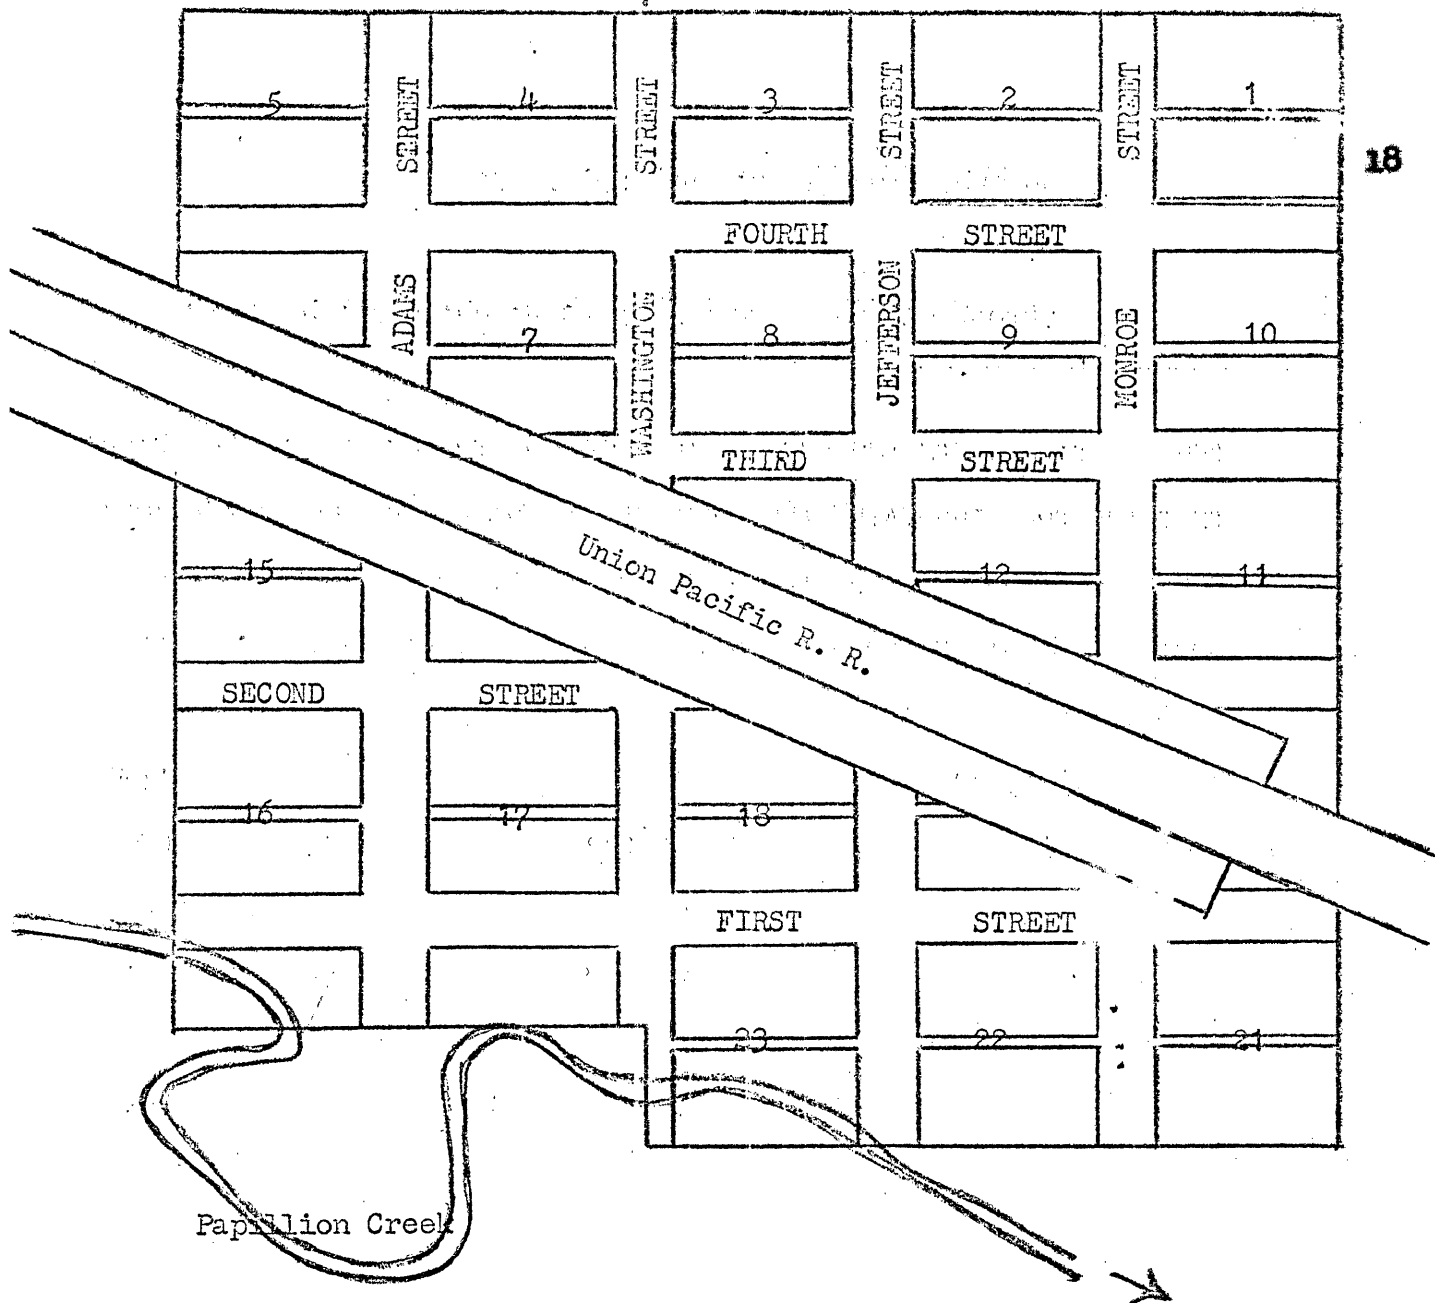 5 4 3 2 1
SEREET STREET STREET STREET
18
FOURTH STREET
ADAMS WASHINGTON JEFFERSON MONROE
7 8 9 10
THIRD STREET
Union Pacific R. R.
15 12 11
SECOND STREET
16 17 18
FIRST STREET
23 22 21
Papillion Creek